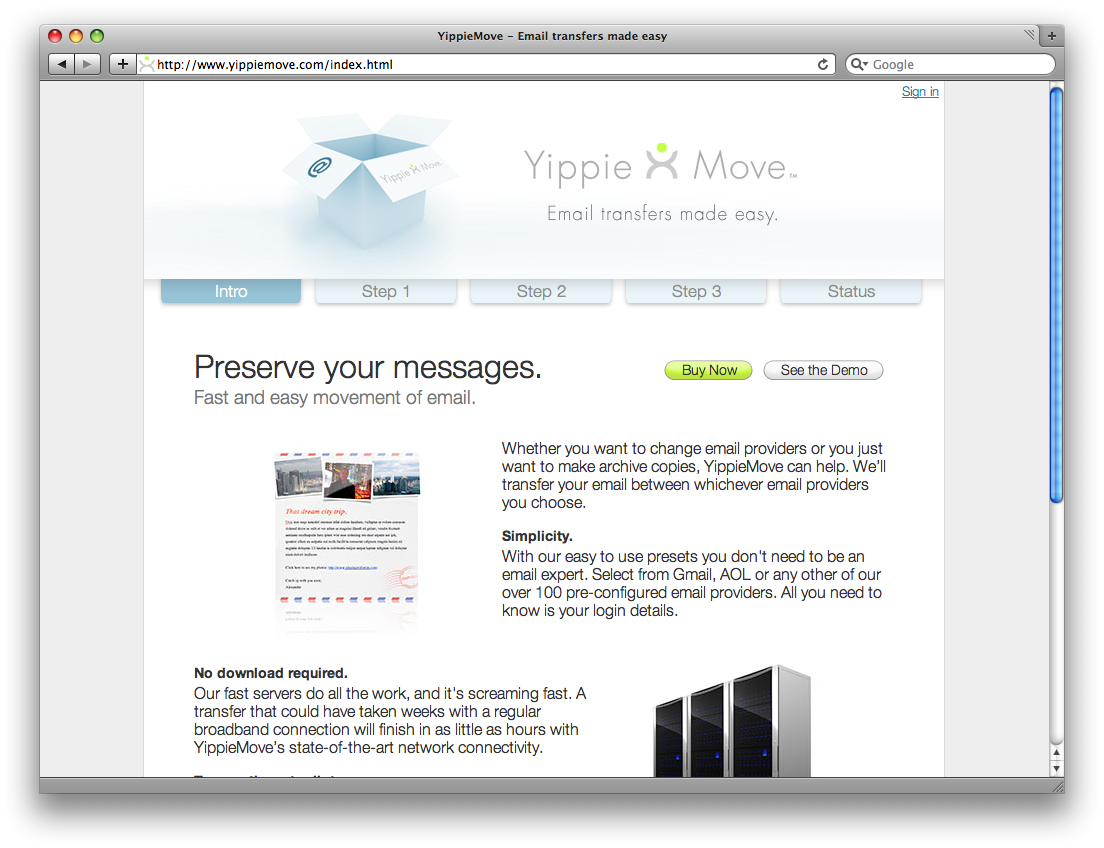 YippieMove – Email transfers made easy
http://www.yippiemove.com/index.html
Google
Sign in
@
Yippie Move
Yippie Move™
Email transfers made easy.
Intro
Step 1
Step 2
Step 3
Status
Preserve your messages.
Buy Now
See the Demo
Fast and easy movement of email.
Whether you want to change email providers or you just
want to make archive copies, YippieMove can help. We'll
transfer your email between whichever email providers
you choose.
That dream city trip.
Simplicity.
With our easy to use presets you don't need to be an
email expert. Select from Gmail, AOL or any other of our
over 100 pre-configured email providers. All you need to
know is your login details.
No download required.
Our fast servers do all the work, and it's screaming fast. A
transfer that could have taken weeks with a regular
broadband connection will finish in as little as hours with
YippieMove's state-of-the-art network connectivity.